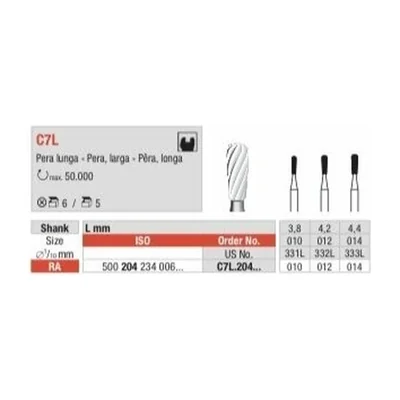 C7L
Pera lunga - Pera, larga - Pêra, longa
max. 50.000
6 / 5
Shank L mm 3,8 4,2 4,4
Size ISO Order No. 010 012 014
Ø 1/10 mm US No. 331L 332L 333L
RA 500 204 234 006... C7L.204... 010 012 014